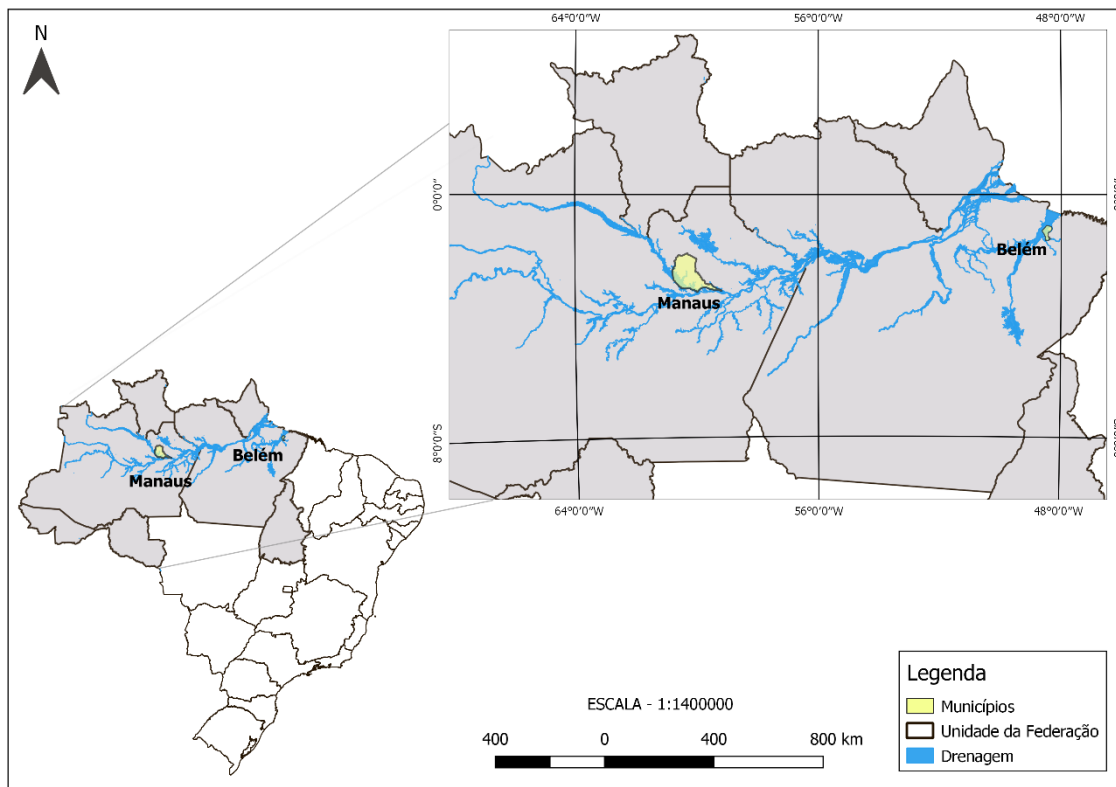 N
64°0'0"W
56°0'0"W
48°0'0"W
0°0'0"
Belém
Manaus
8°0'0"S
64°0'0"W
56°0'0"W
48°0'0"W
Belém
Manaus
ESCALA - 1:1400000
400
0
400
800 km
Legenda
Municípios
Unidade da Federação
Drenagem